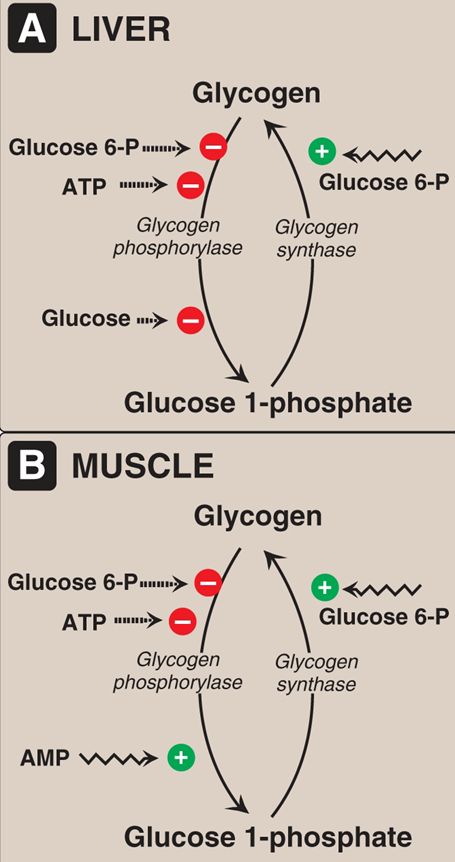 A LIVER
Glycogen
Glucose 6-P
ATP
+
Glucose 6-P
Glycogen
phosphorylase
Glycogen
synthase
Glucose
Glucose 1-phosphate
B MUSCLE
Glycogen
Glucose 6-P
ATP
+
Glucose 6-P
Glycogen
phosphorylase
Glycogen
synthase
AMP
+
Glucose 1-phosphate